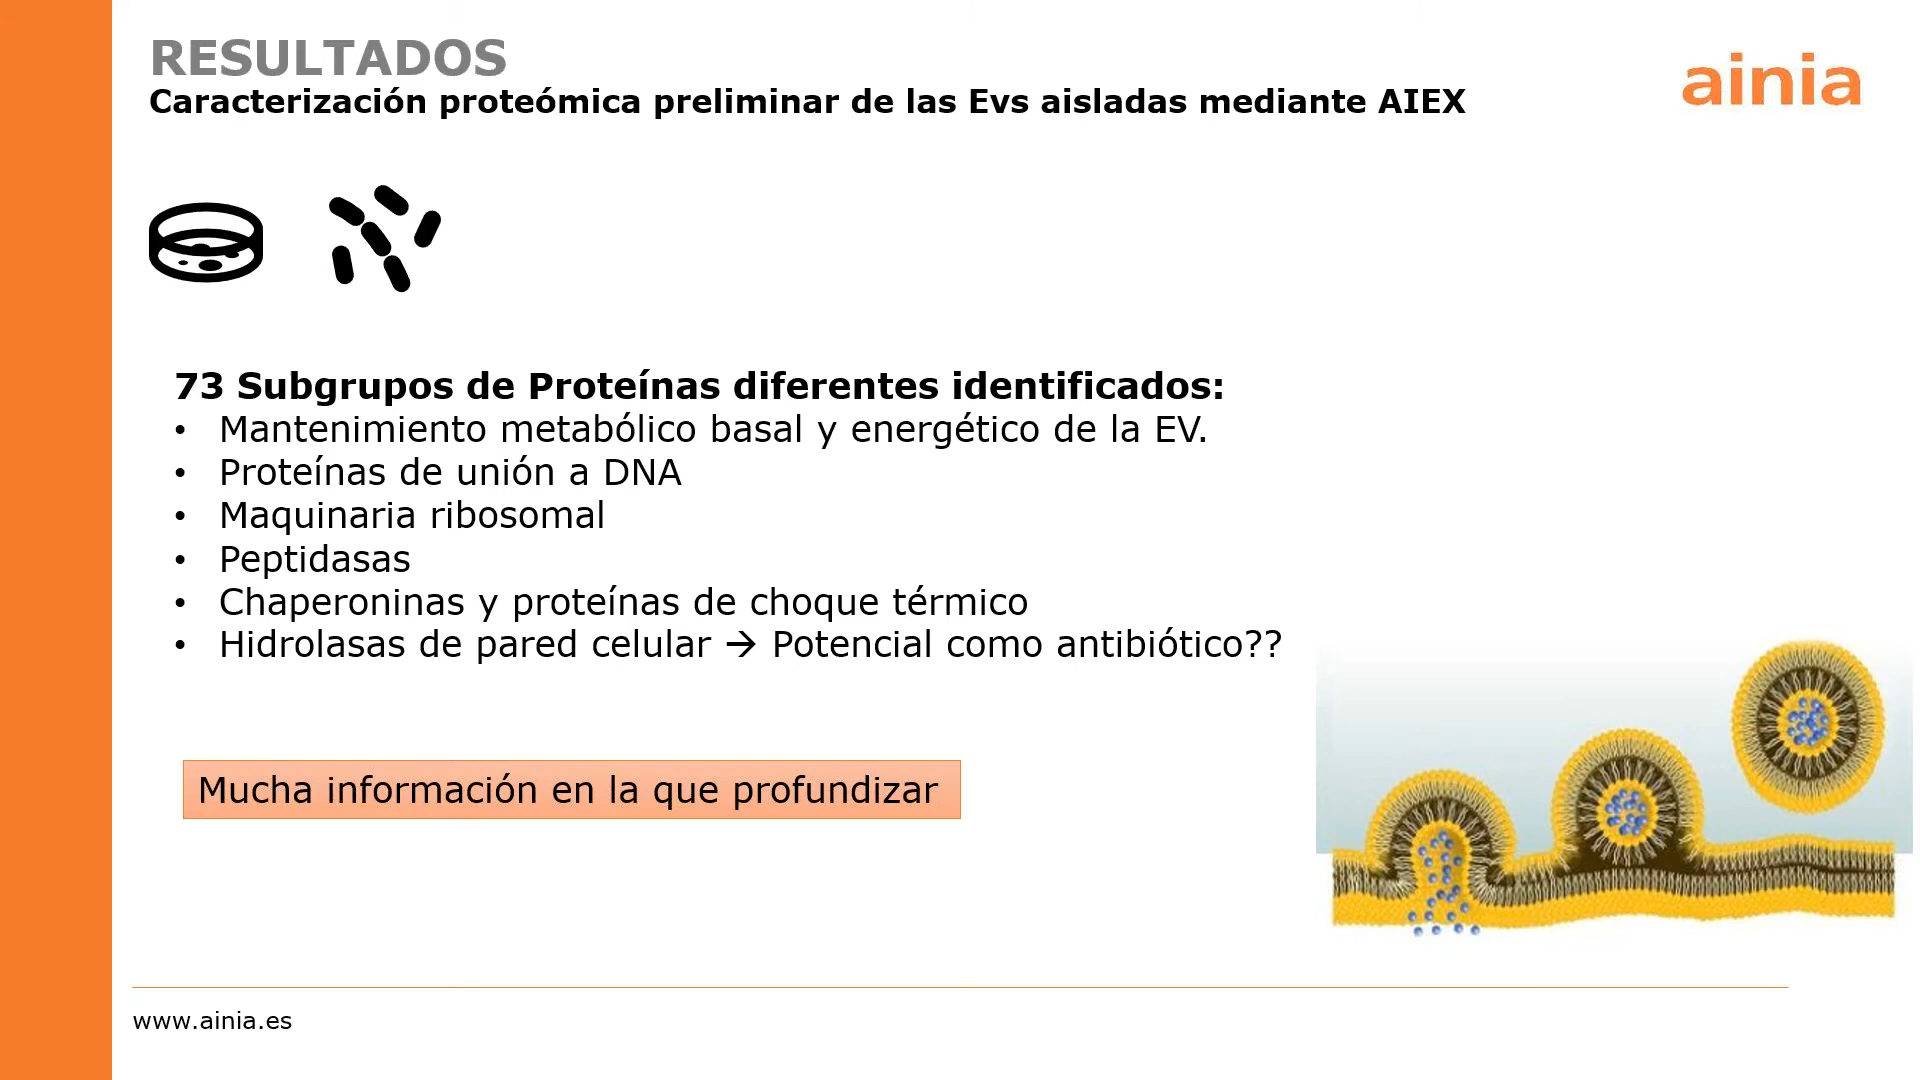 RESULTADOS
Caracterización proteómica preliminar de las Evs aisladas mediante AIEX
ainia
73 Subgrupos de Proteínas diferentes identificados:
• Mantenimiento metabólico basal y energético de la EV.
• Proteínas de unión a DNA
• Maquinaria ribosomal
• Peptidasas
• Chaperoninas y proteínas de choque térmico
• Hidrolasas de pared celular → Potencial como antibiótico??
Mucha información en la que profundizar
www.ainia.es